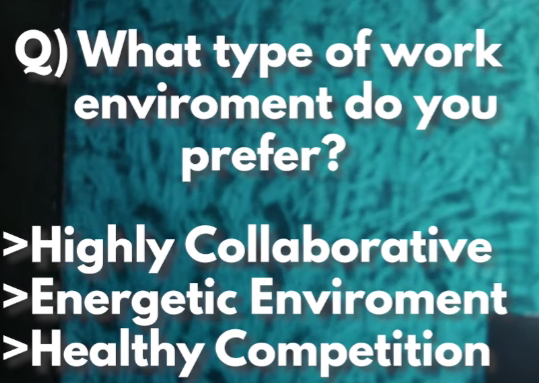 Q) What type of work
enviroment do you
prefer?
>Highly Collaborative
>Energetic Enviroment
>Healthy Competition